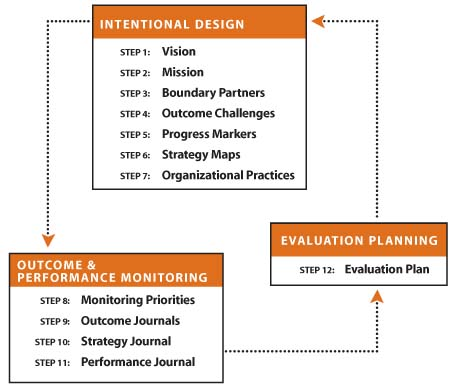 INTENTIONAL DESIGN
STEP 1: Vision
STEP 2: Mission
STEP 3: Boundary Partners
STEP 4: Outcome Challenges
STEP 5: Progress Markers
STEP 6: Strategy Maps
STEP 7: Organizational Practices
OUTCOME &
PERFORMANCE MONITORING
STEP 8: Monitoring Priorities
STEP 9: Outcome Journals
STEP 10: Strategy Journal
STEP 11: Performance Journal
EVALUATION PLANNING
STEP 12: Evaluation Plan